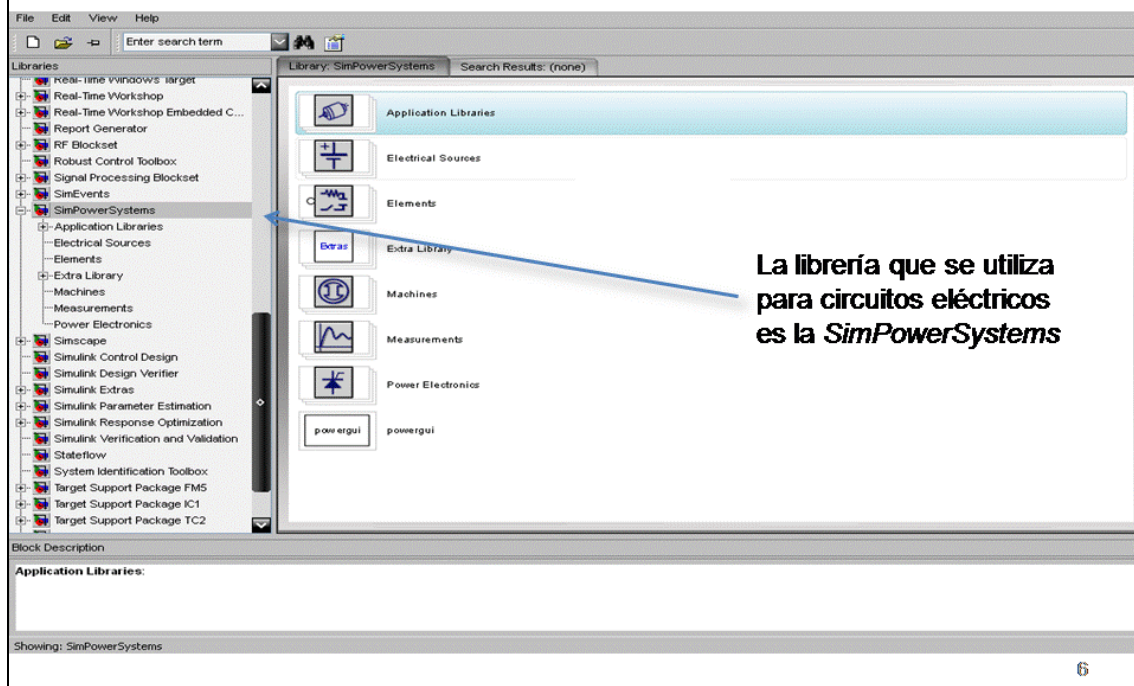 File Edit View Help
Enter search term
Libraries
Library: SimPowerSystems Search Results: (none)
Real-Time Windows Target
Real-Time Workshop
Real-Time Workshop Embedded C...
Report Generator
RF Blockset
Robust Control Toolbox
Signal Processing Blockset
SimEvents
SimPowerSystems
Application Libraries
Electrical Sources
Elements
Extra Library
Machines
Measurements
Power Electronics
Simscape
Simulink Control Design
Simulink Design Verifier
Simulink Extras
Simulink Parameter Estimation
Simulink Response Optimization
Simulink Verification and Validation
Stateflow
System Identification Toolbox
Target Support Package FM5
Target Support Package IC1
Target Support Package TC2
Application Libraries
Electrical Sources
Elements
Extras
Extra Library
Machines
Measurements
Power Electronics
powergui
powergui
La librería que se utiliza
para circuitos eléctricos
es la SimPowerSystems
Block Description
Application Libraries:
Showing: SimPowerSystems
6